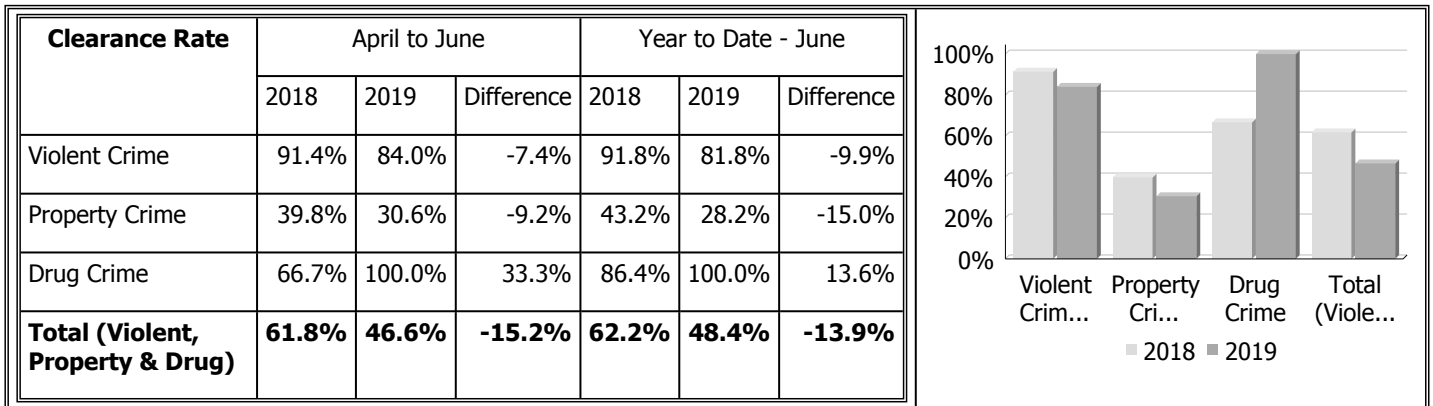 Clearance Rate April to June Year to Date - June
2018 2019 Difference 2018 2019 Difference
Violent Crime 91.4% 84.0% -7.4% 91.8% 81.8% -9.9%
Property Crime 39.8% 30.6% -9.2% 43.2% 28.2% -15.0%
Drug Crime 66.7% 100.0% 33.3% 86.4% 100.0% 13.6%
Total (Violent,
Property & Drug) 61.8% 46.6% -15.2% 62.2% 48.4% -13.9%
100%
80%
60%
40%
20%
0%
Violent Property Drug Total
Crim... Cri... Crime (Viole...
2018 2019